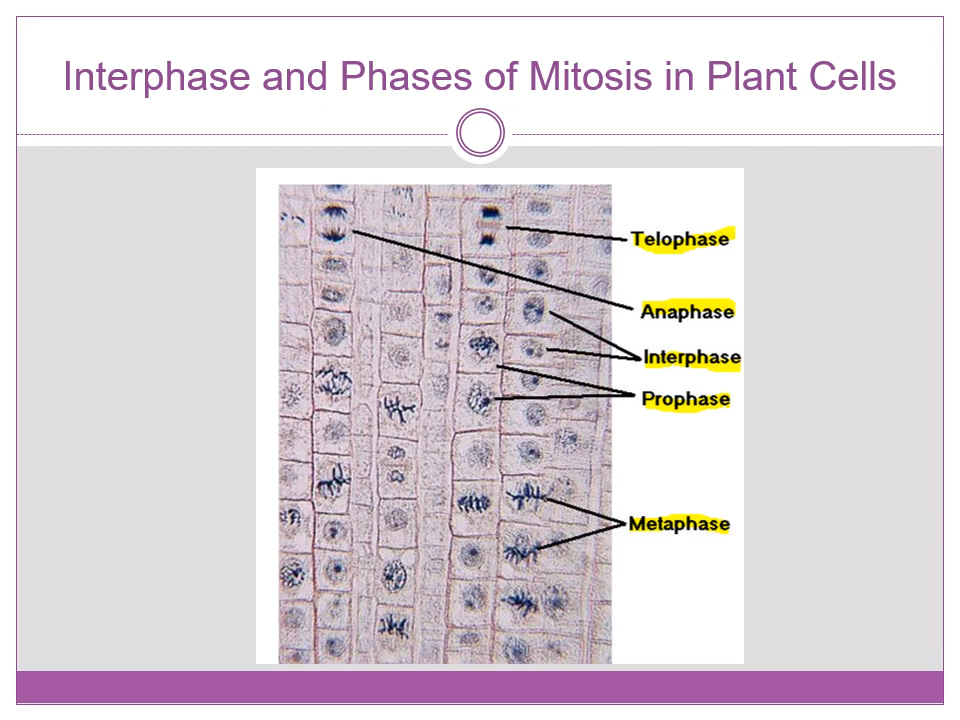 Interphase and Phases of Mitosis in Plant Cells
Telophase
Anaphase
Interphase
Prophase
Metaphase